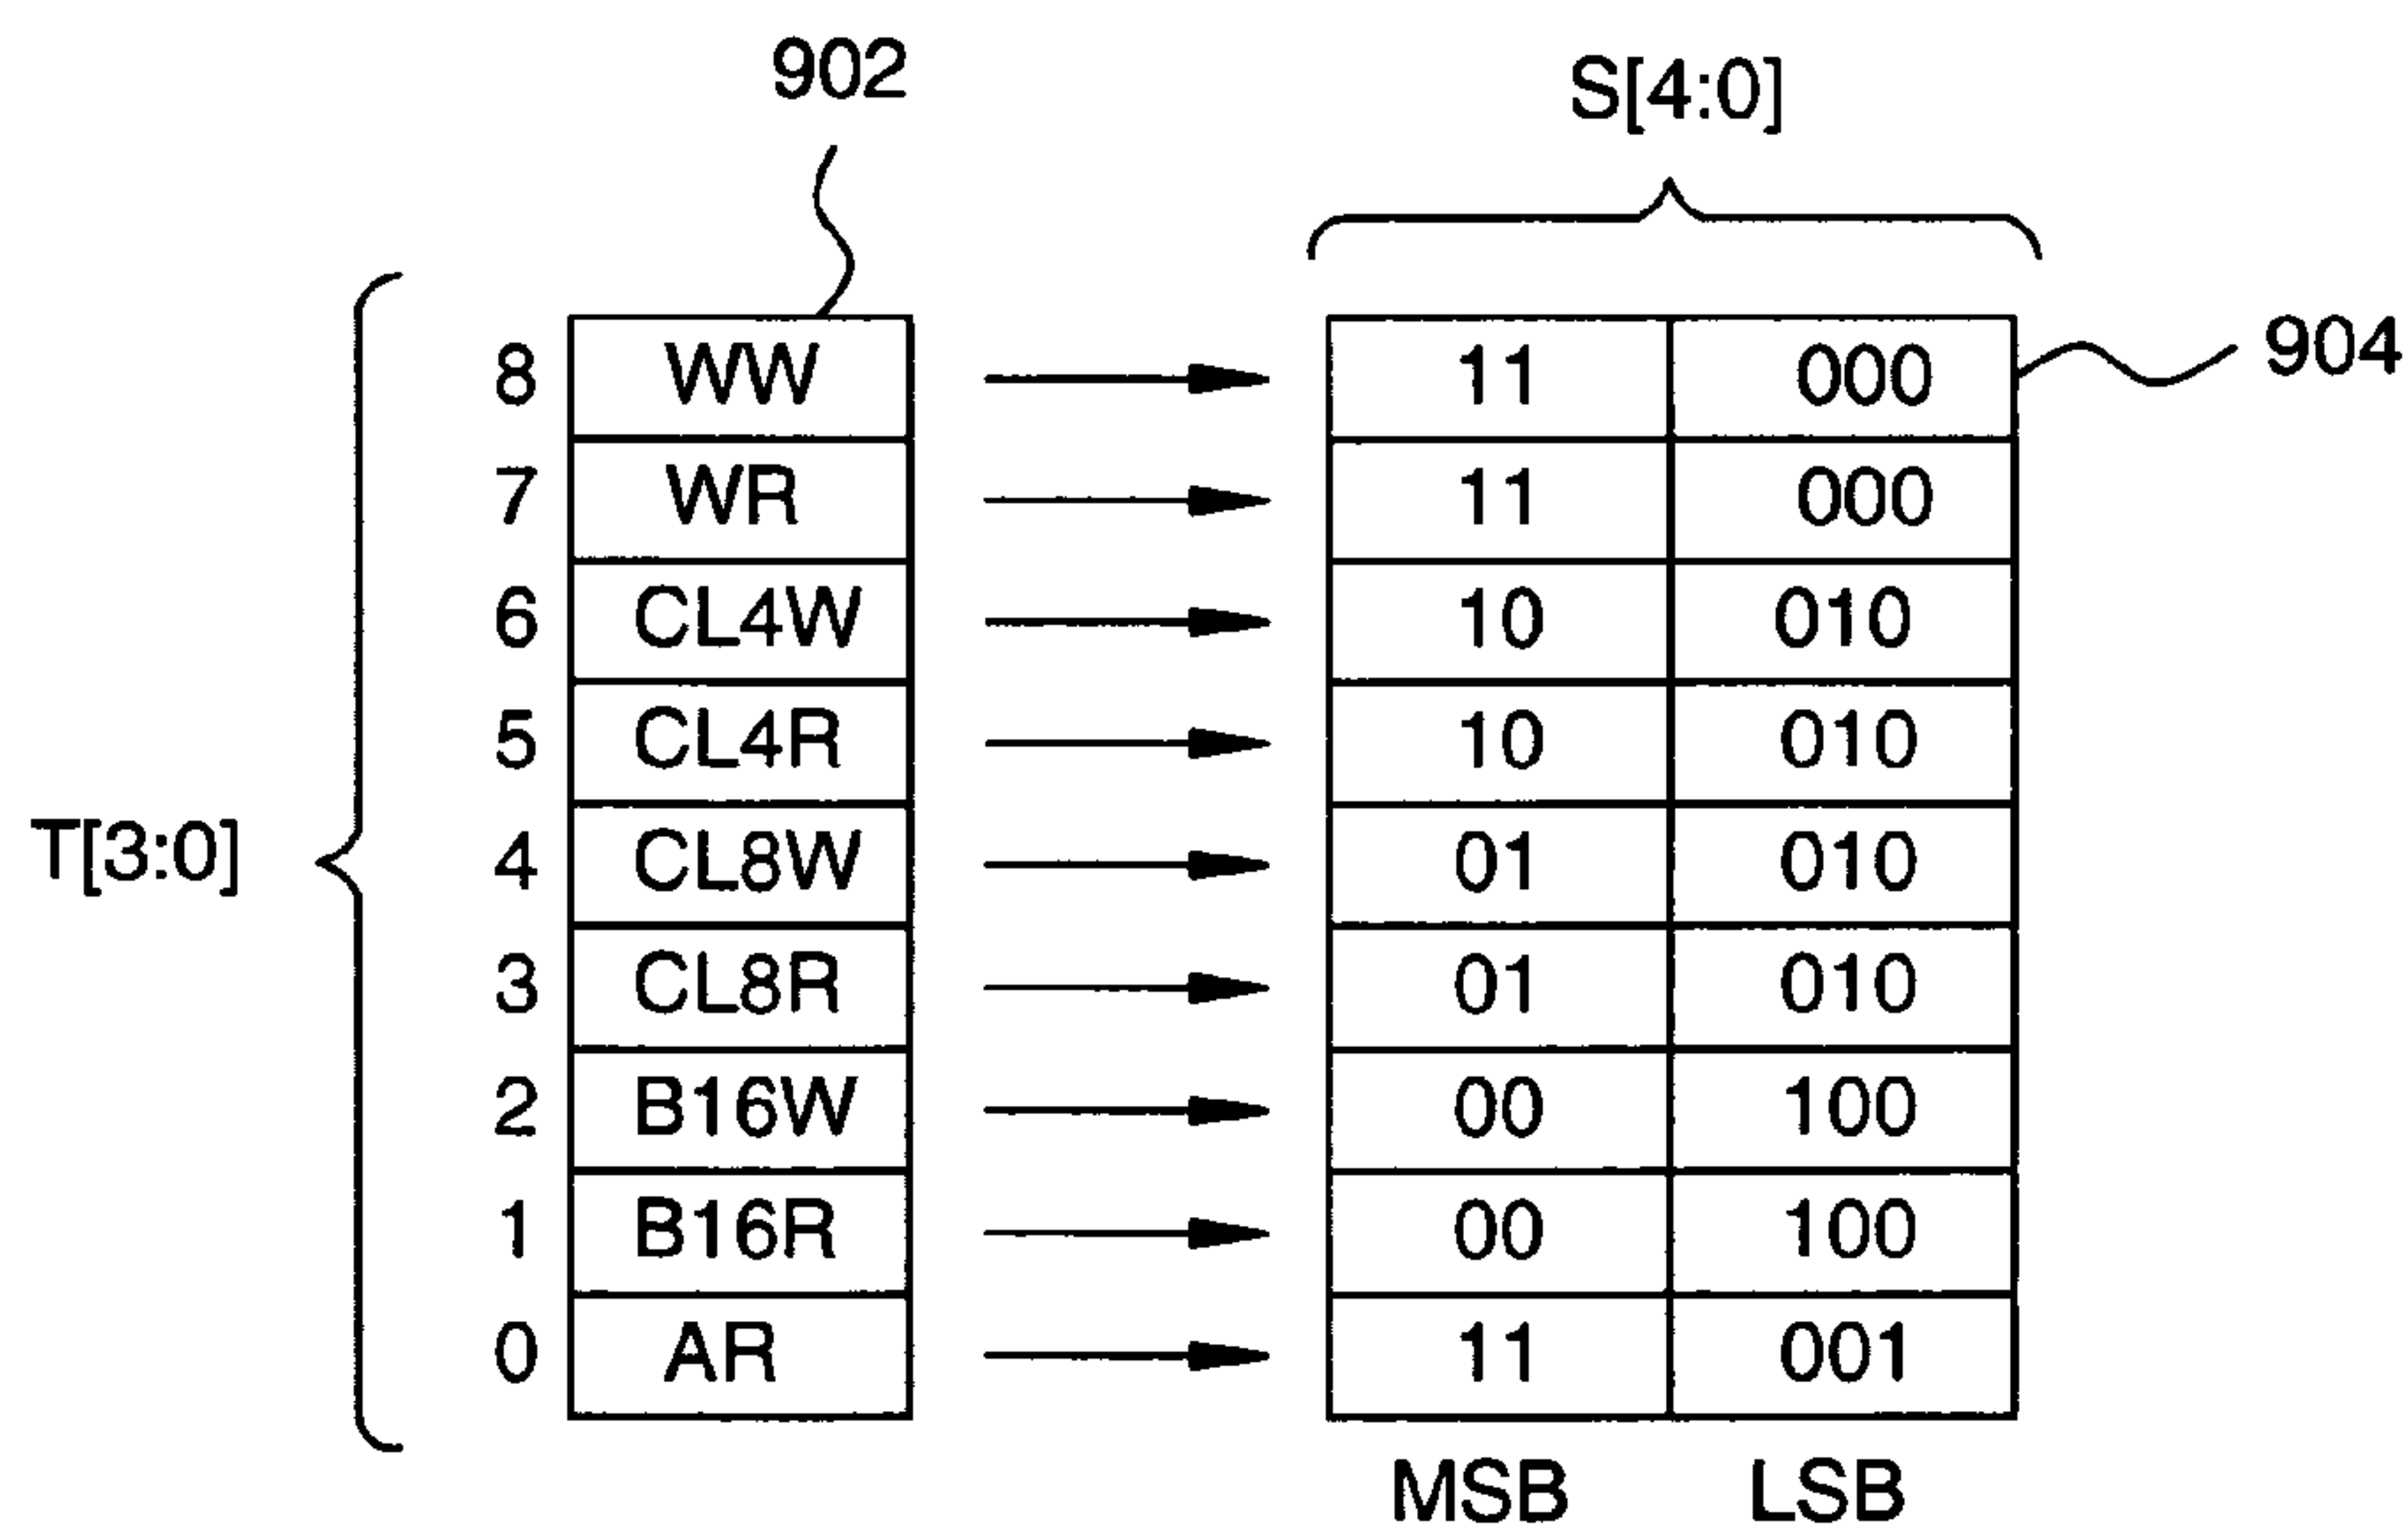 902
S[4:0]
8 WW 11 000 904
7 WR 11 000
6 CL4W 10 010
5 CL4R 10 010
T[3:0]
4 CL8W 01 010
3 CL8R 01 010
2 B16W 00 100
1 B16R 00 100
0 AR 11 001
MSB LSB